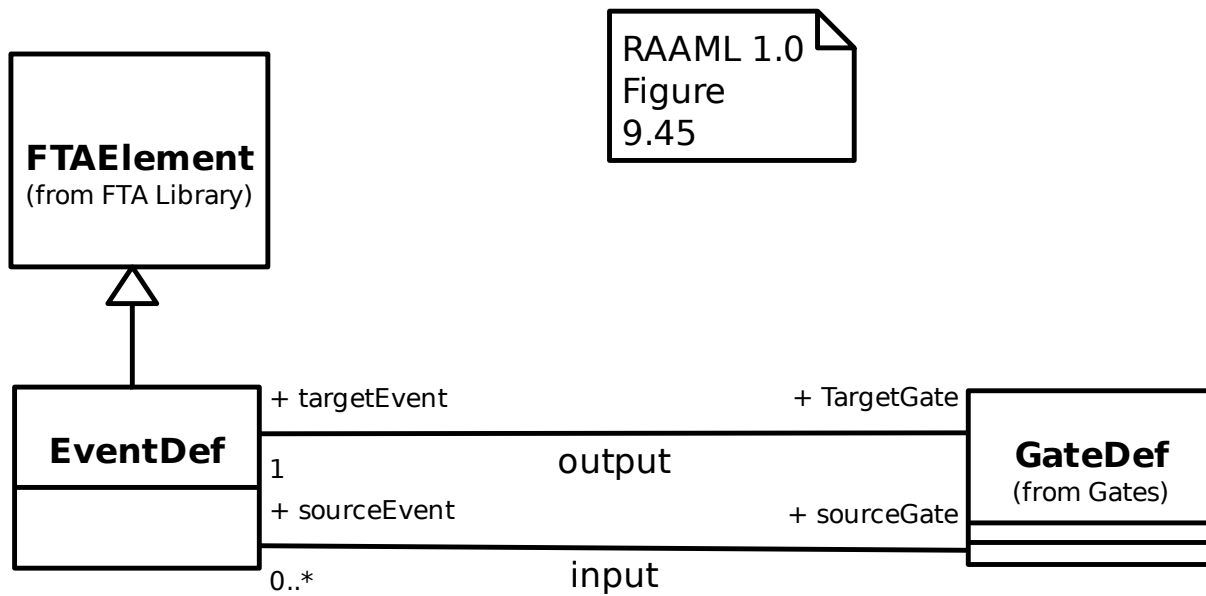 RAAML 1.0
Figure
9.45
FTAElement
(from FTA Library)
+ targetEvent
+ TargetGate
EventDef
output
GateDef
1
(from Gates)
+ sourceEvent
+ sourceGate
0..*
input